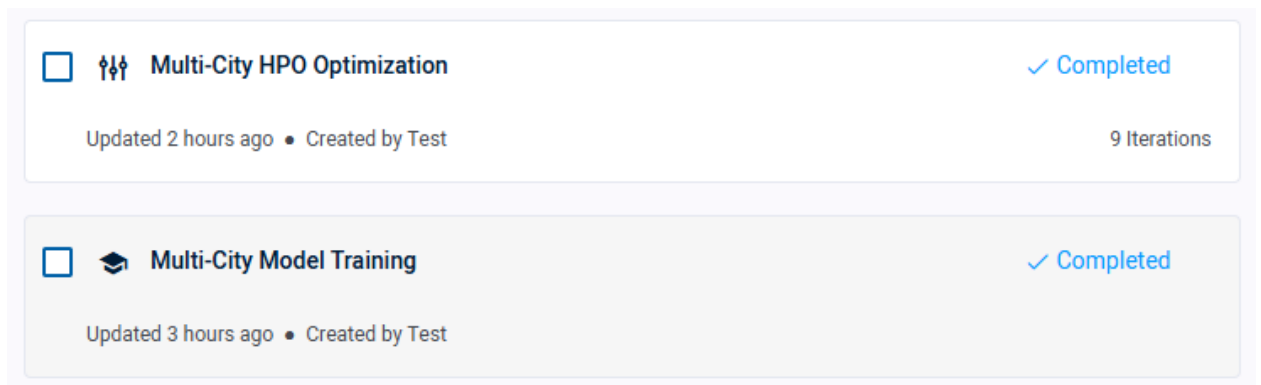 Multi-City HPO Optimization Completed
Updated 2 hours ago • Created by Test 9 Iterations
Multi-City Model Training Completed
Updated 3 hours ago • Created by Test